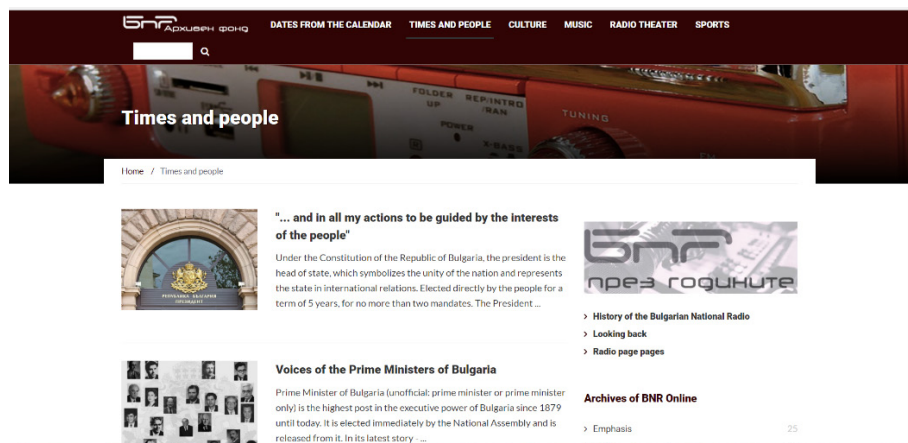 БНР Архивен фонд
DATES FROM THE CALENDAR TIMES AND PEOPLE CULTURE MUSIC RADIO THEATER SPORTS
FOLDER REP/INTRO
UP /RAN
TUNING
POWER
X-BASS
Times and people
Home / Times and people
"... and in all my actions to be guided by the interests
of the people"
Under the Constitution of the Republic of Bulgaria, the president is the
head of state, which symbolizes the unity of the nation and represents
the state in international relations. Elected directly by the people for a
term of 5 years, for no more than two mandates. The President ...
РЕПУБЛИКА БЪЛГАРИЯ
ПРЕЗИДЕНТ
Voices of the Prime Ministers of Bulgaria
Prime Minister of Bulgaria (unofficial: prime minister or prime minister
only) is the highest post in the executive power of Bulgaria since 1879
until today. It is elected immediately by the National Assembly and is
released from it. In its latest story - ...
БНР
през годините
History of the Bulgarian National Radio
Looking back
Radio page pages
Archives of BNR Online
Emphasis 25